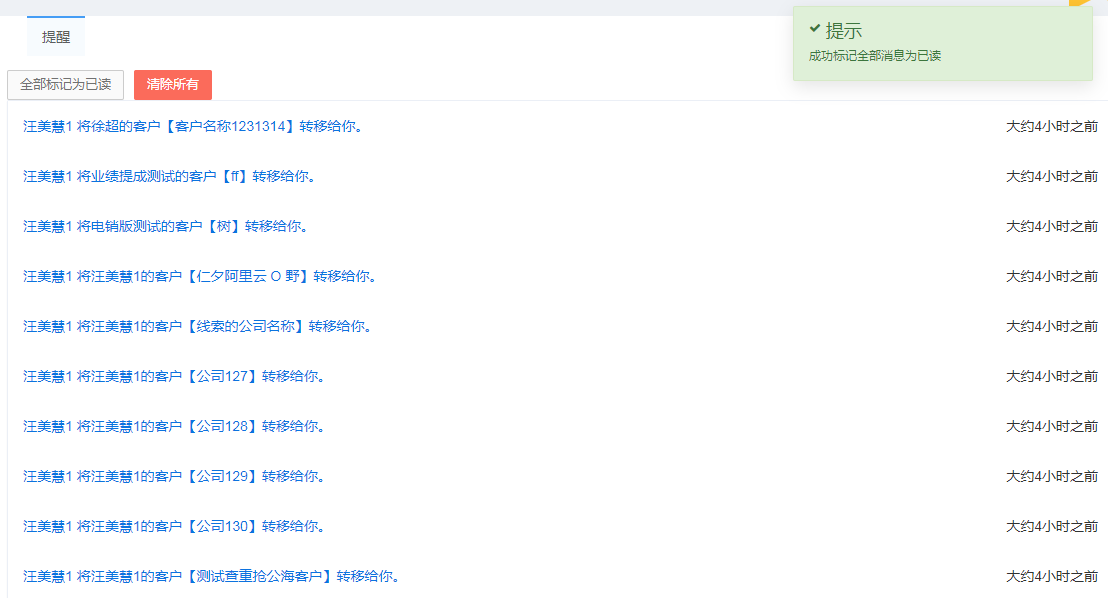 提醒
提示
成功标记全部消息为已读
全部标记为已读 清除所有
汪美慧1 将徐超的客户【客户名称1231314】转移给你。 大约4小时之前
汪美慧1 将业绩提成测试的客户【ff】转移给你。 大约4小时之前
汪美慧1 将电销版测试的客户【树】转移给你。 大约4小时之前
汪美慧1 将汪美慧1的客户【仁夕阿里云 O 野】转移给你。 大约4小时之前
汪美慧1 将汪美慧1的客户【线索的公司名称】转移给你。 大约4小时之前
汪美慧1 将汪美慧1的客户【公司127】转移给你。 大约4小时之前
汪美慧1 将汪美慧1的客户【公司128】转移给你。 大约4小时之前
汪美慧1 将汪美慧1的客户【公司129】转移给你。 大约4小时之前
汪美慧1 将汪美慧1的客户【公司130】转移给你。 大约4小时之前
汪美慧1 将汪美慧1的客户【测试查重抢公海客户】转移给你。 大约4小时之前